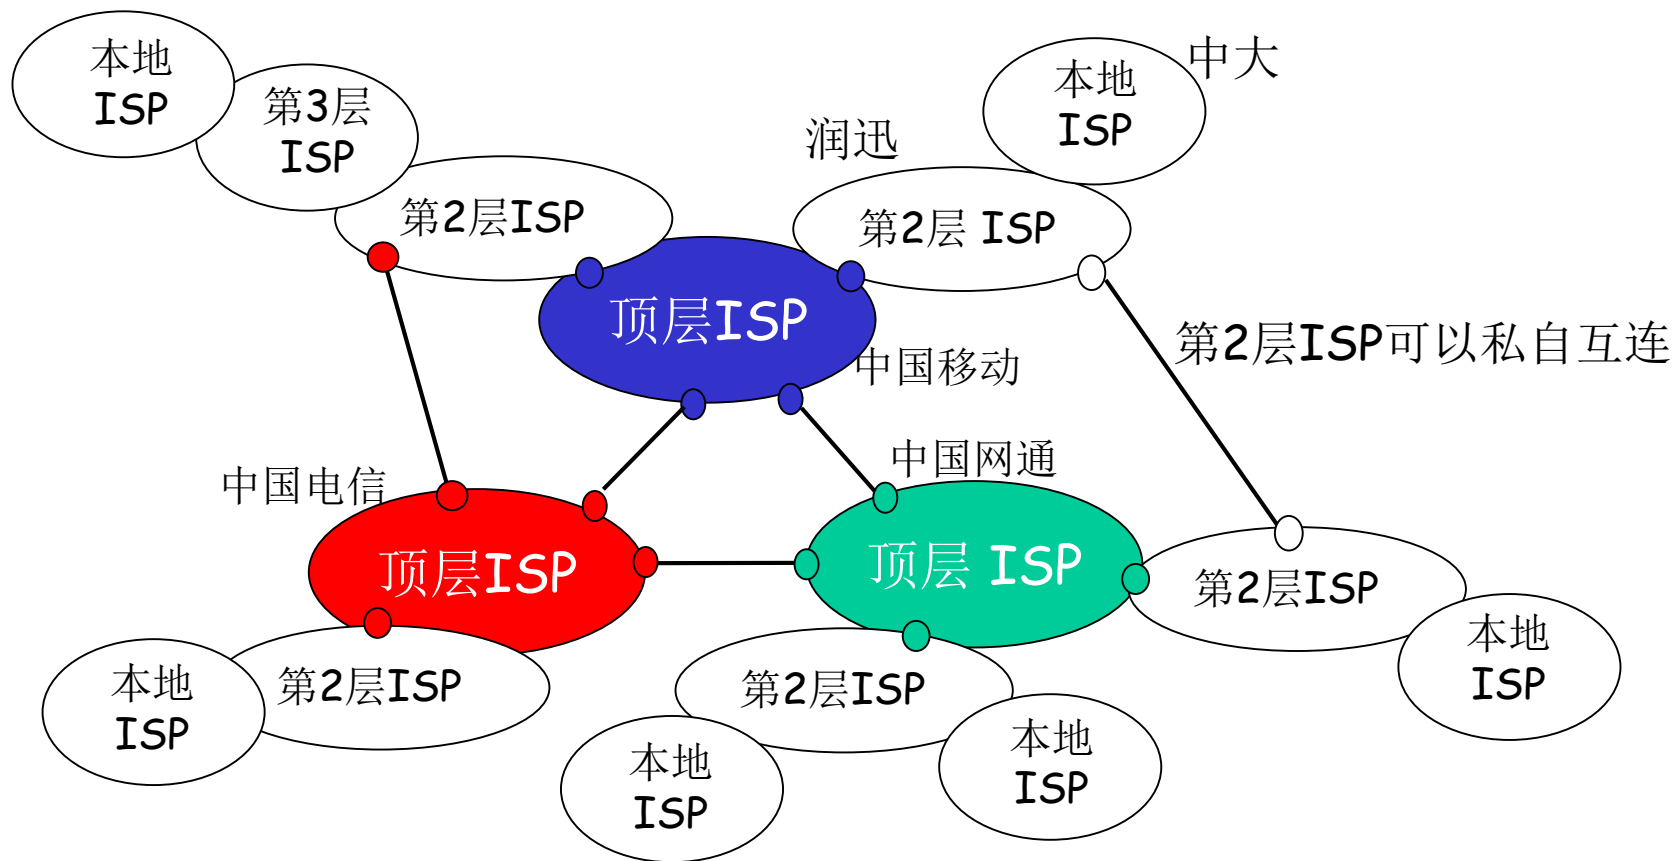 本地
ISP
第3层
ISP
第2层ISP
润迅
本地
ISP
中大
第2层 ISP
顶层ISP
中国移动
第2层ISP可以私自互连
中国电信
顶层ISP
中国网通
顶层 ISP
第2层ISP
本地
ISP
本地
ISP
第2层ISP
第2层ISP
本地
ISP
本地
ISP